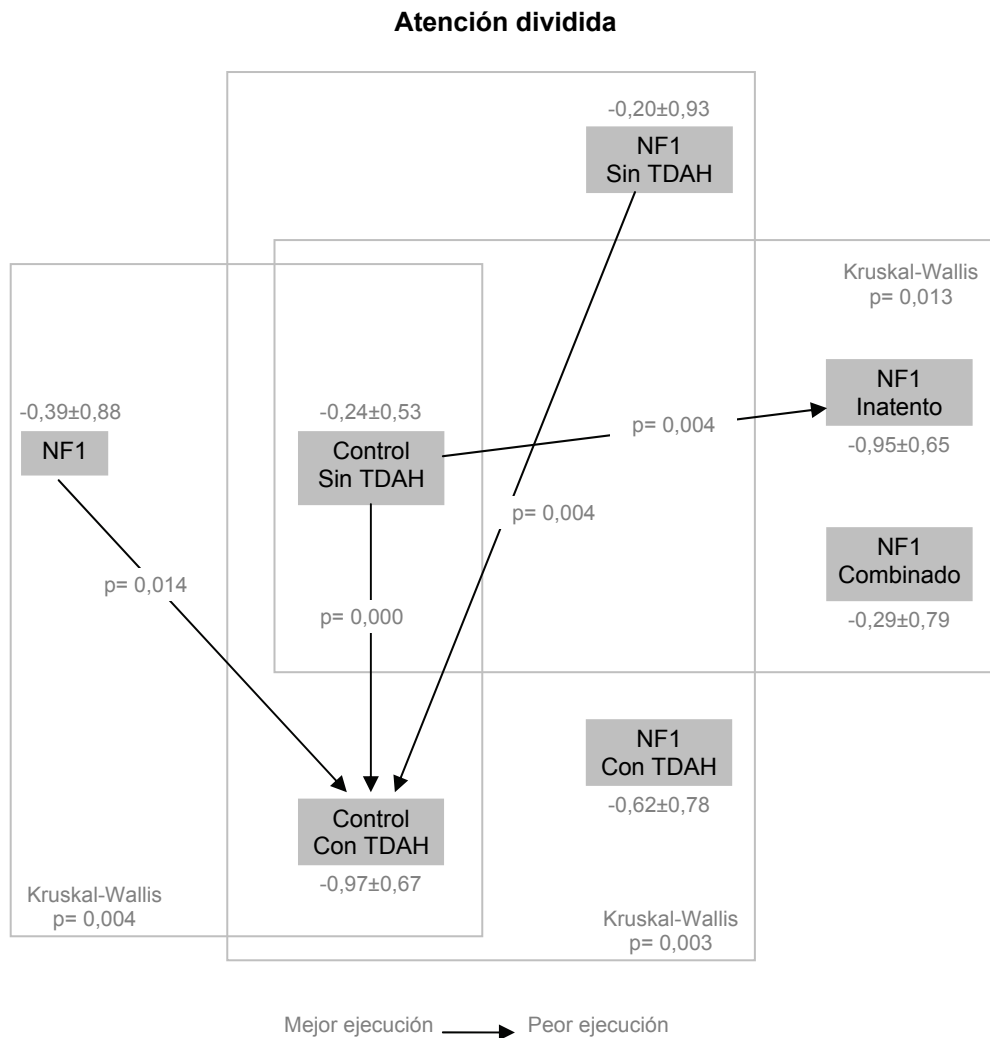 Atención dividida
-0,20±0,93
NF1
Sin TDAH
Kruskal-Wallis
p= 0,013
NF1
Inatento
-0,95±0,65
-0,39±0,88
NF1
-0,24±0,53
Control
Sin TDAH
p= 0,004
p= 0,004
NF1
Combinado
-0,29±0,79
p= 0,014
p= 0,000
NF1
Con TDAH
-0,62±0,78
Control
Con TDAH
-0,97±0,67
Kruskal-Wallis
p= 0,004
Kruskal-Wallis
p= 0,003
Mejor ejecución
Peor ejecución